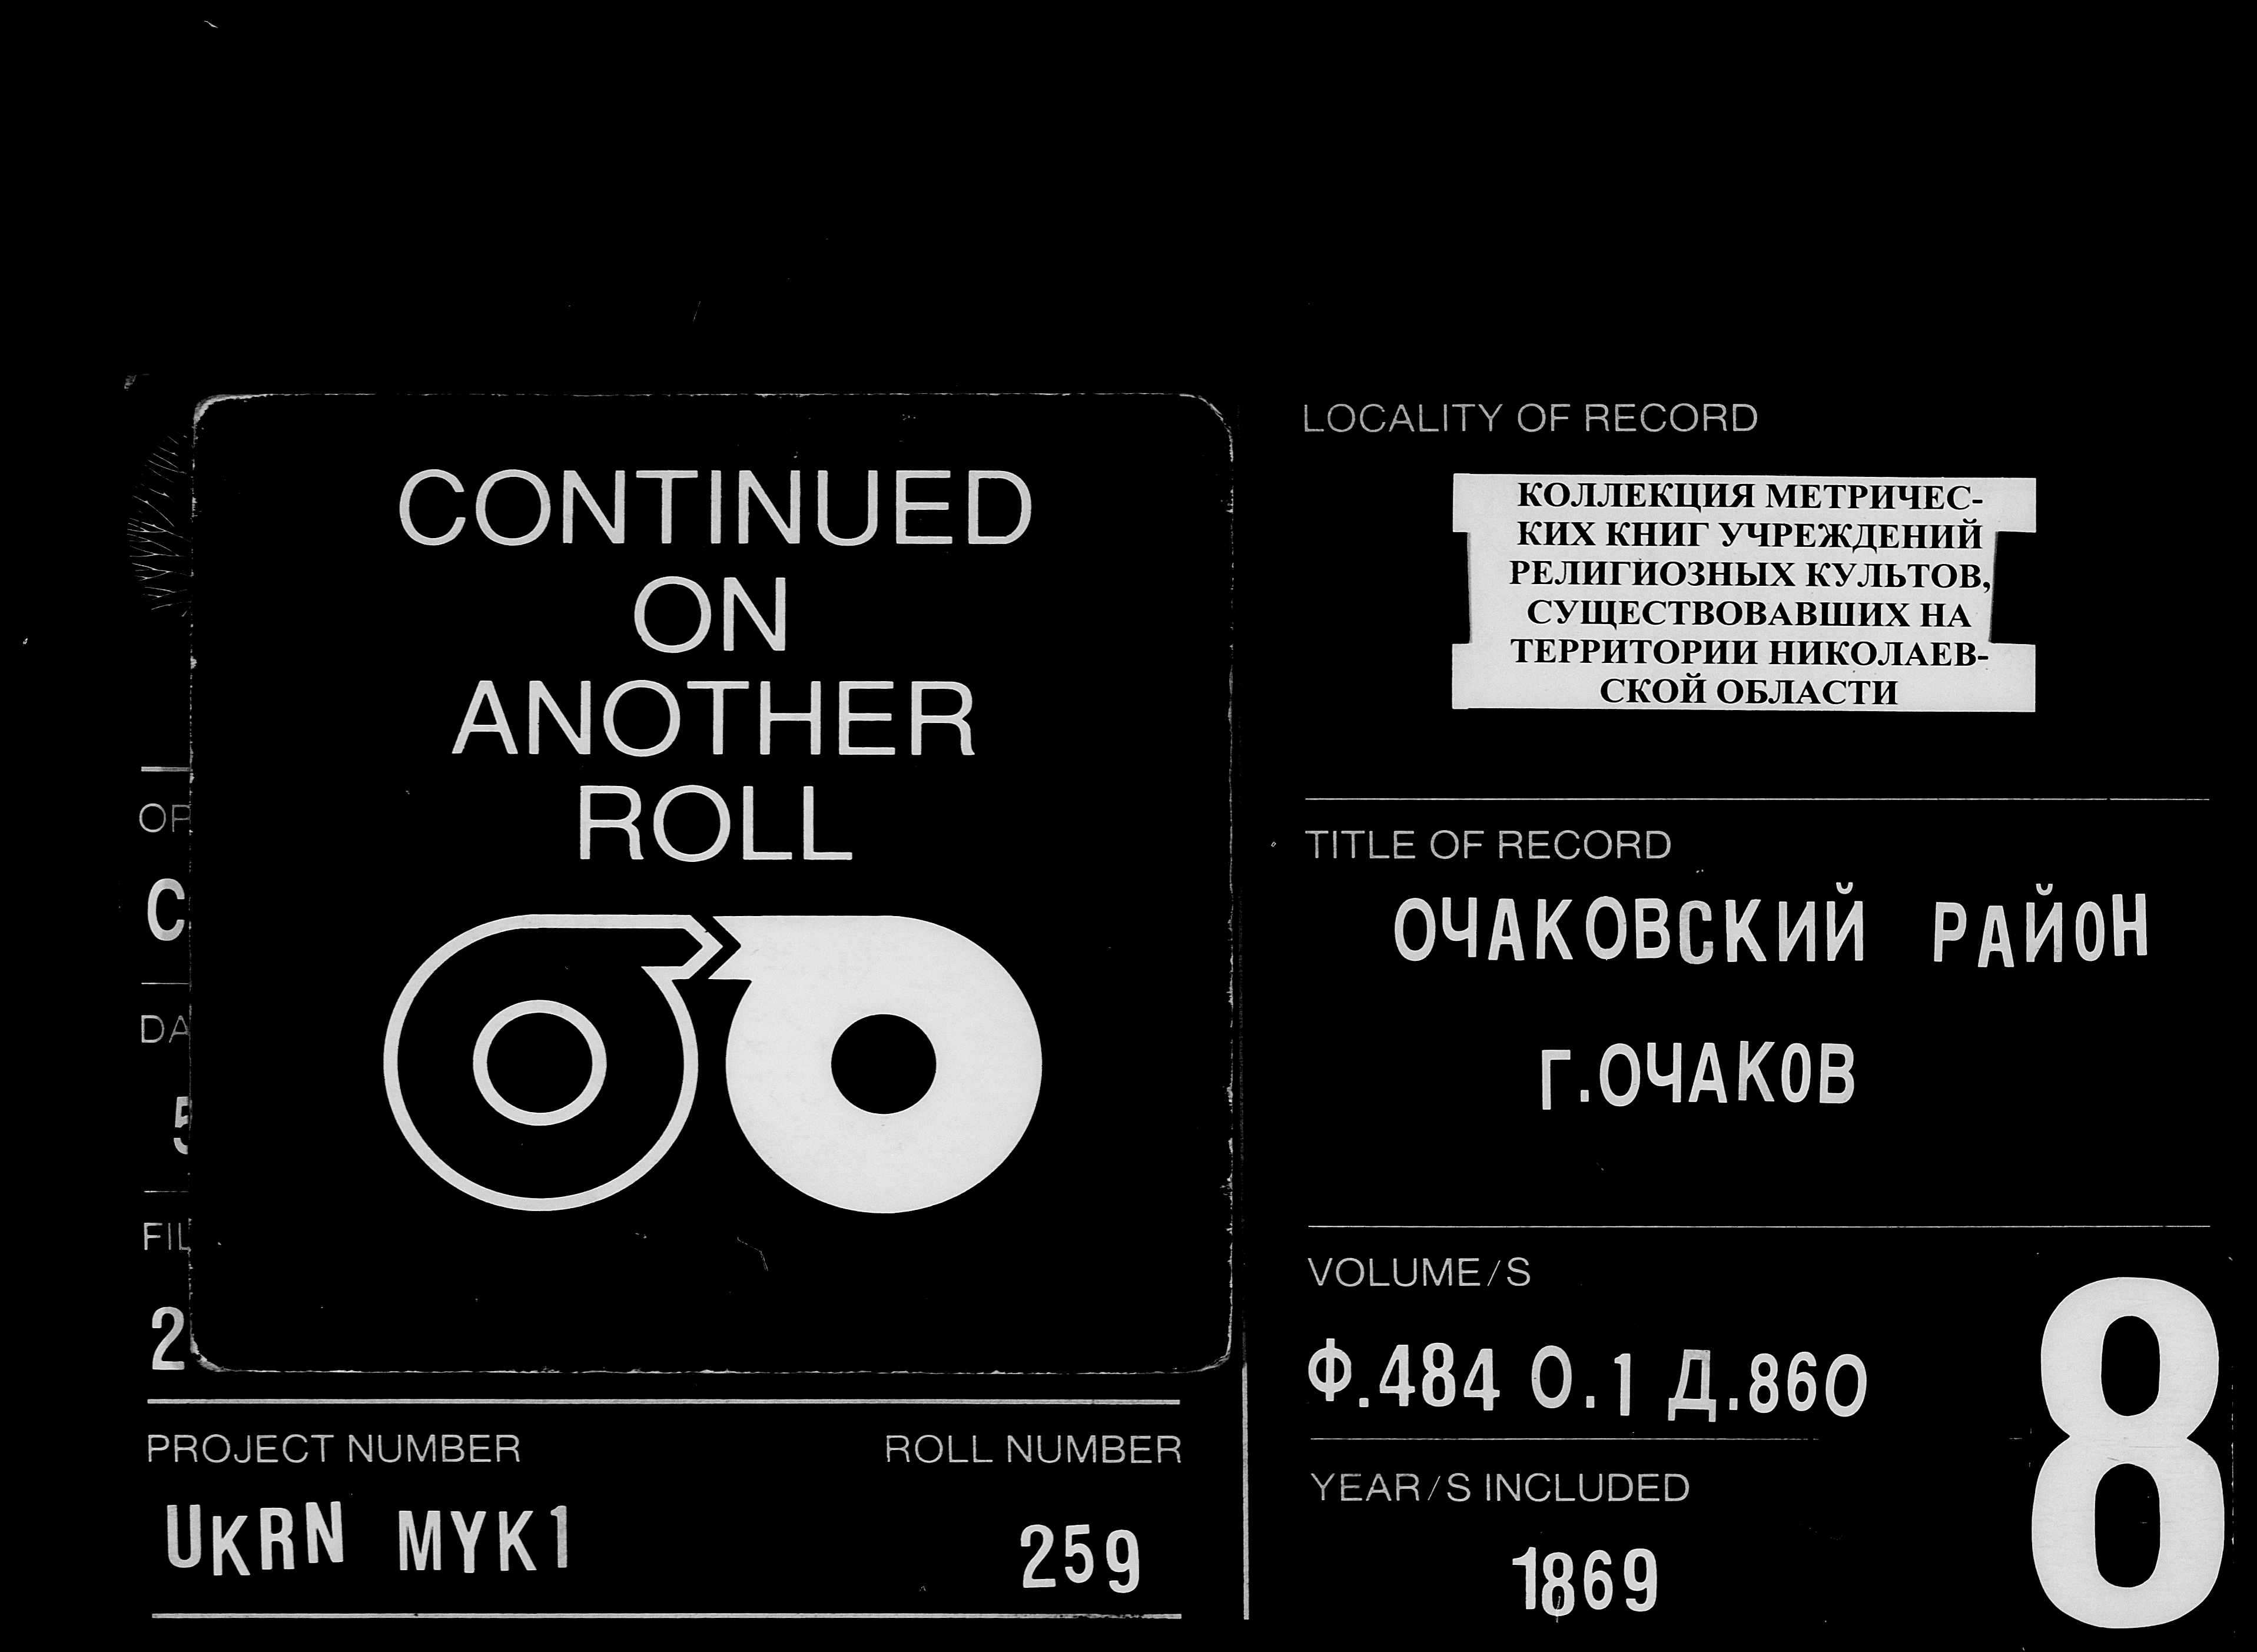 CONTINUED
ON
ANOTHER
ROLL
PROJECT NUMBER
ROLL NUMBER
UKRN MYK1
259
LOCALITY OF RECORD
КОЛЛЕКЦИЯ МЕТРИЧЕС-
КИХ КНИГ УЧРЕЖДЕНИЙ
РЕЛИГИОЗНЫХ КУЛЬТОВ,
СУЩЕСТВОВАВШИХ НА
ТЕРРИТОРИИ НИКОЛАЕВ-
СКОЙ ОБЛАСТИ
TITLE OF RECORD
ОЧАКОВСКИЙ РАЙОН
г.ОЧАКОВ
VOLUME/S
Ф.484 О.1 Д.860
8
YEAR/S INCLUDED
1869